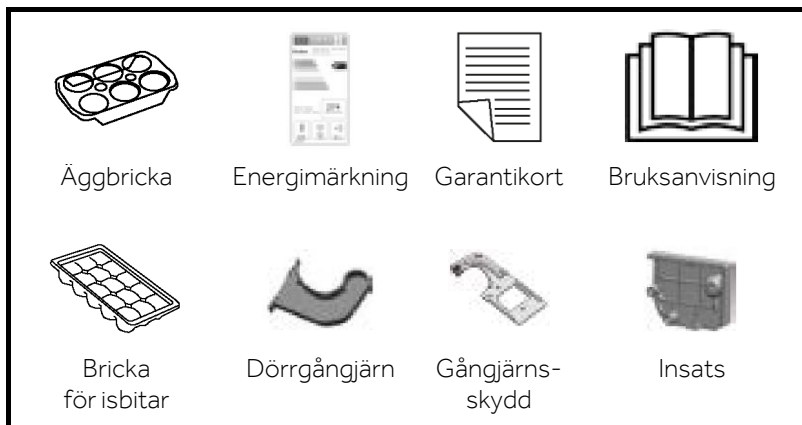 Äggbricka
Energimärkning
Garantikort
Bruksanvisning
Bricka
för isbitar
Dörrgångjärn
Gångjärns-
skydd
Insats